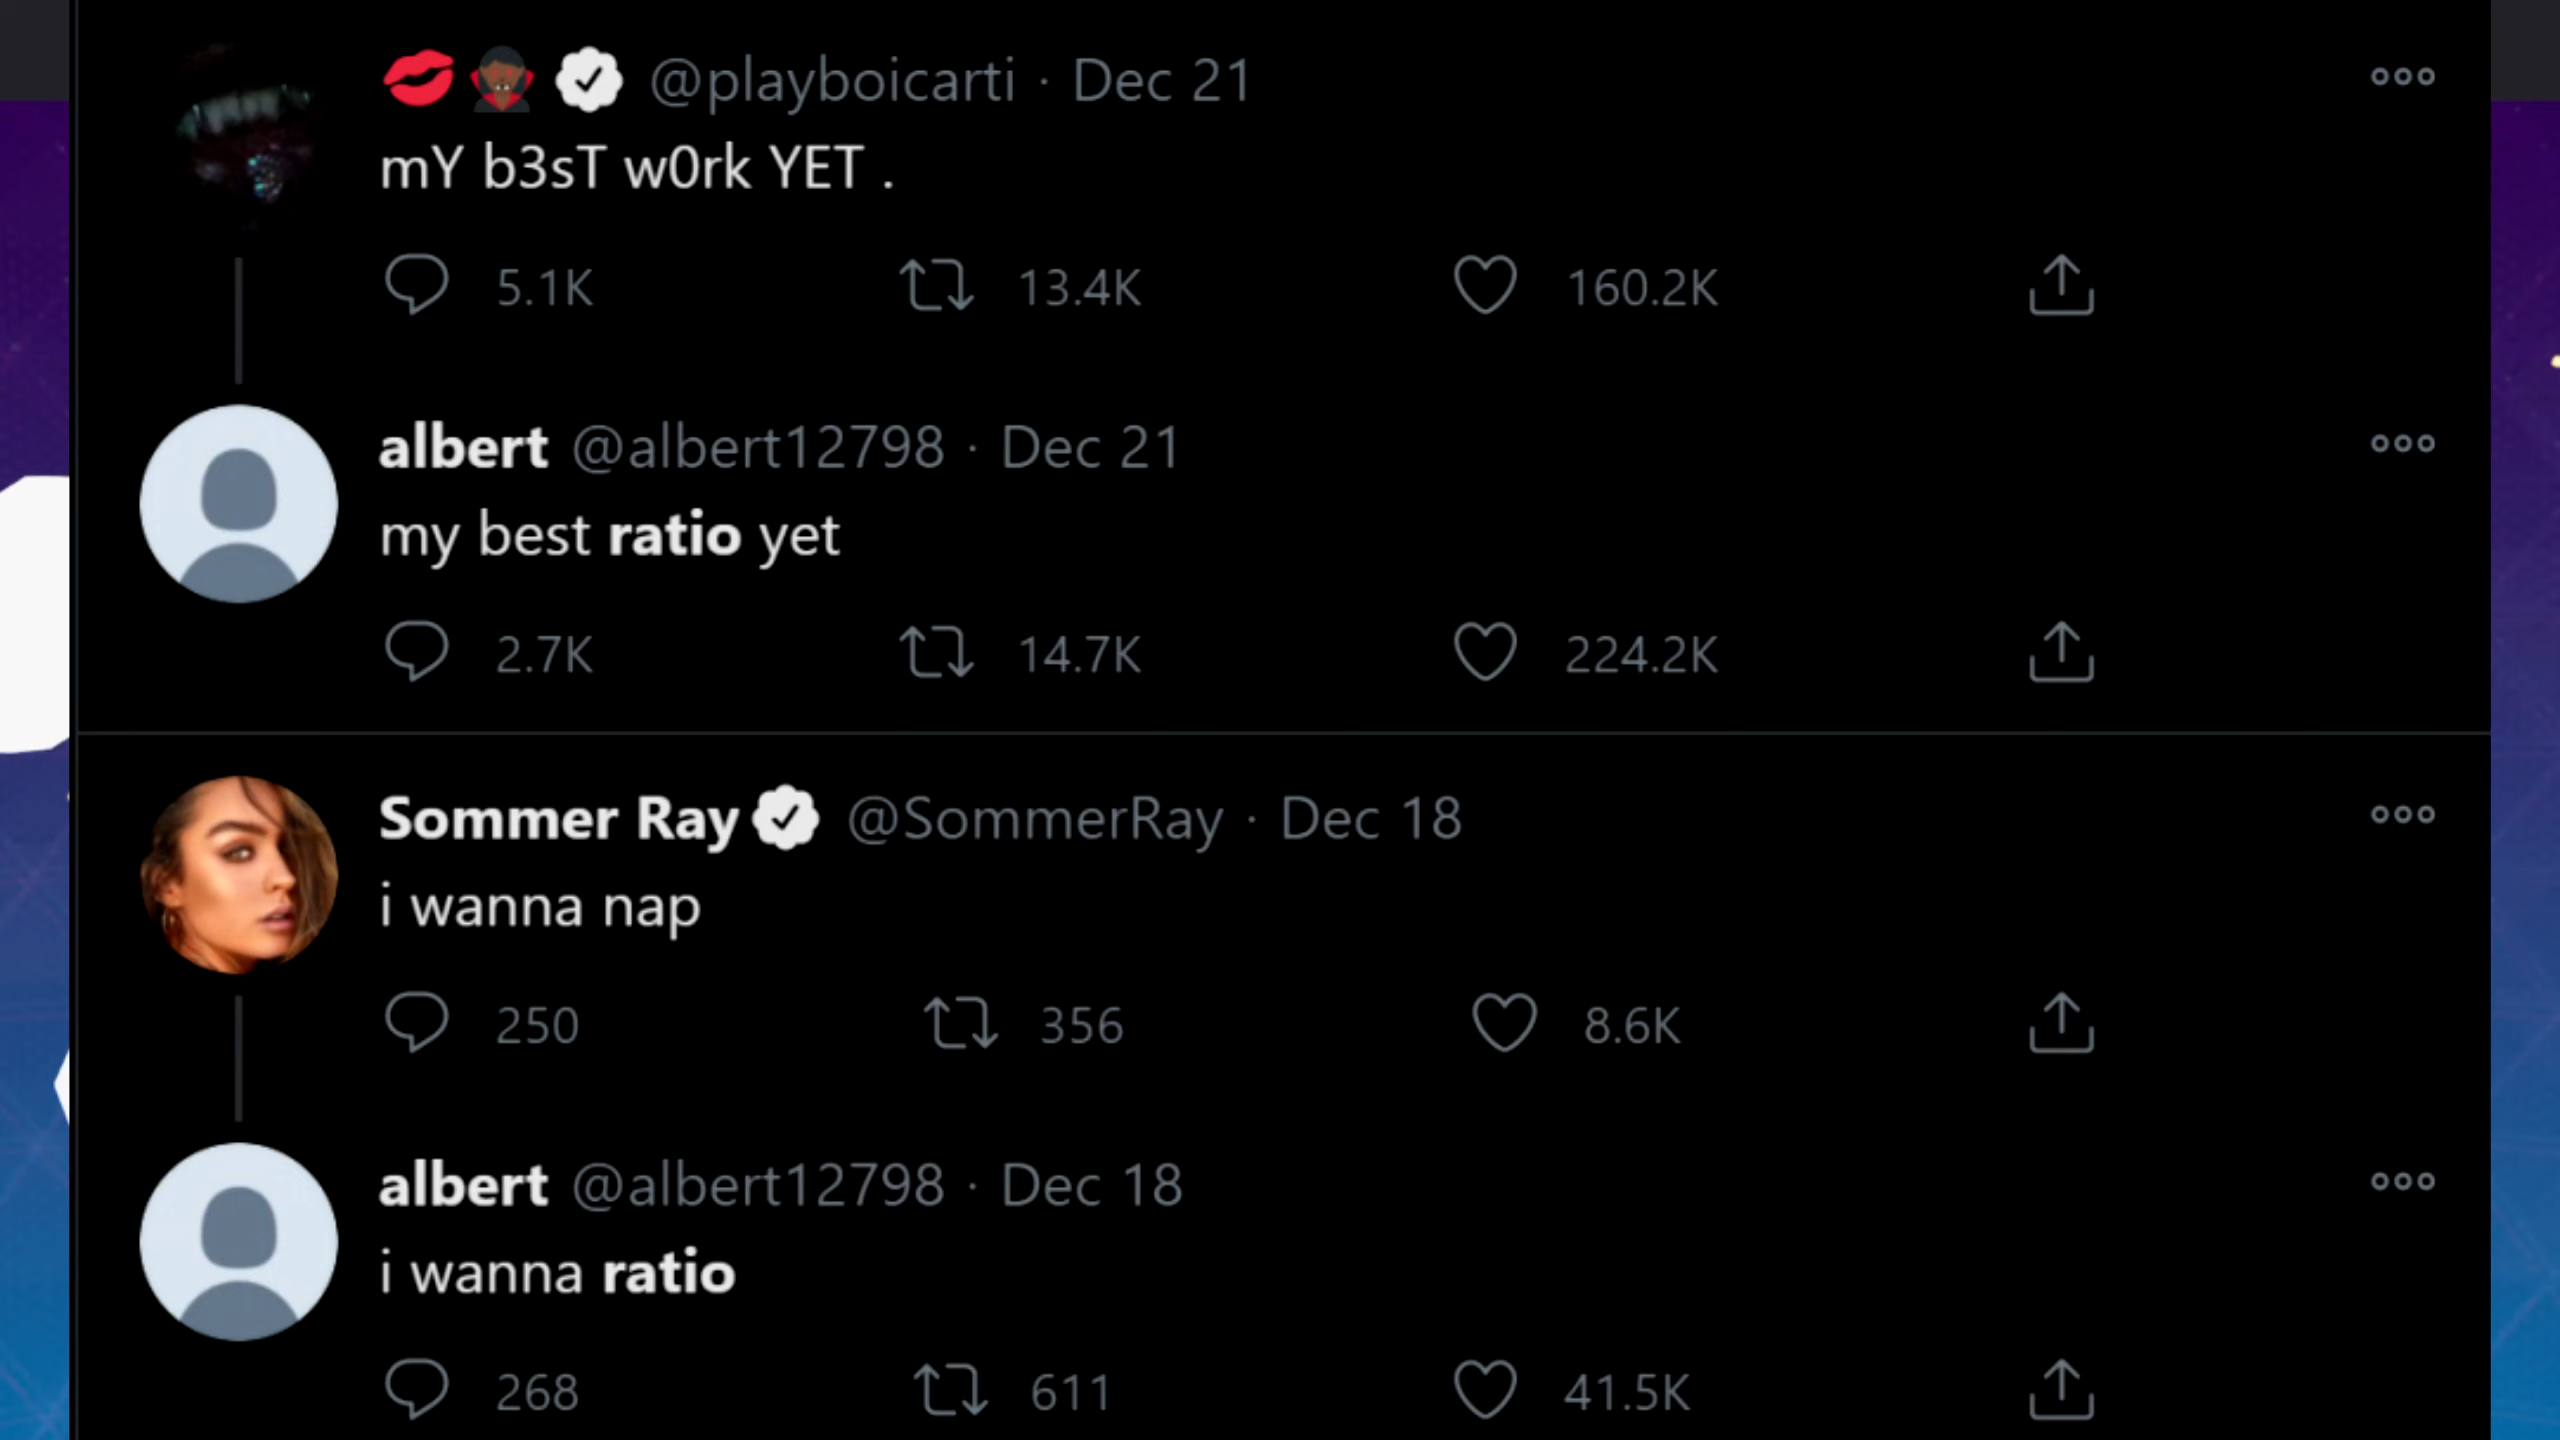 💋🧛🏿‍♂️ @playboicarti · Dec 21
mY b3sT w0rk YET .
5.1K 13.4K 160.2K
albert @albert12798 · Dec 21
my best ratio yet
2.7K 14.7K 224.2K
Sommer Ray @SommerRay · Dec 18
i wanna nap
250 356 8.6K
albert @albert12798 · Dec 18
i wanna ratio
268 611 41.5K